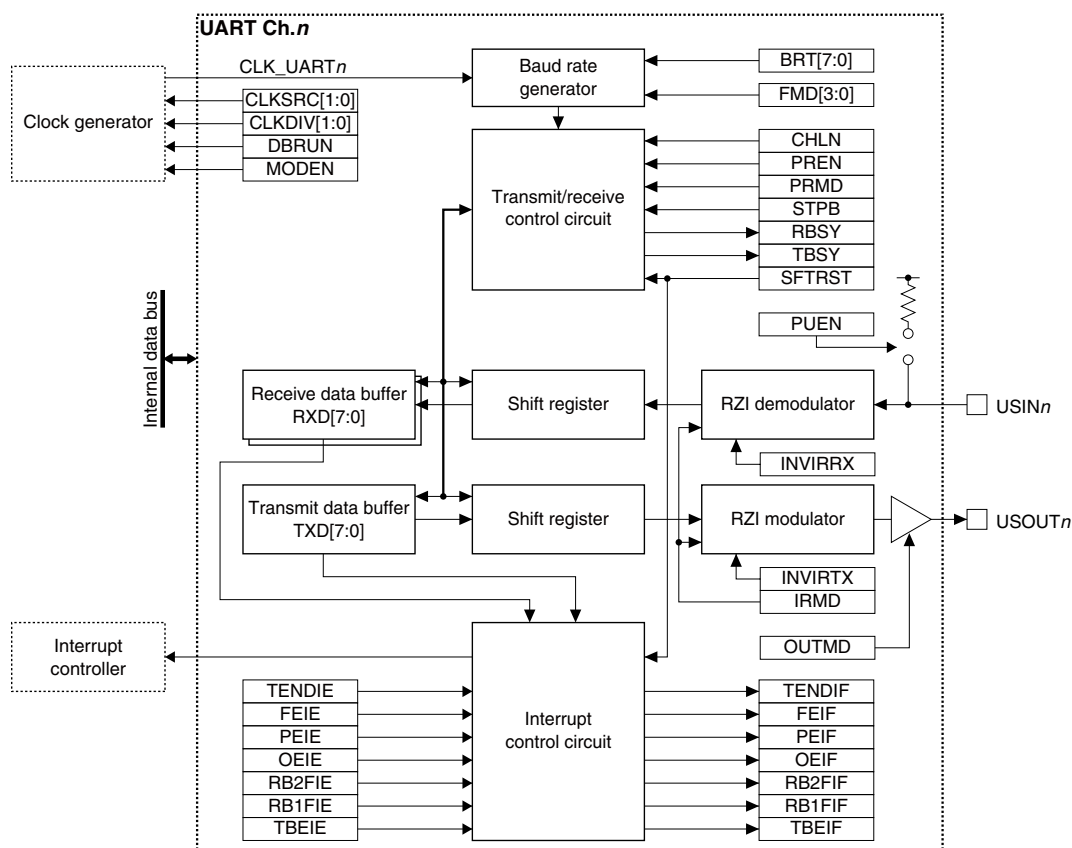 UART Ch.n
CLK_UARTn
Clock generator
CLKSRC[1:0]
CLKDIV[1:0]
DBRUN
MODEN
Baud rate
generator
BRT[7:0]
FMD[3:0]
Transmit/receive
control circuit
CHLN
PREN
PRMD
STPB
RBSY
TBSY
SFTRST
PUEN
Internal data bus
Receive data buffer
RXD[7:0]
Shift register
RZI demodulator
USINn
INVIRRX
Transmit data buffer
TXD[7:0]
Shift register
RZI modulator
USOUTn
INVIRTX
IRMD
OUTMD
Interrupt
controller
Interrupt
control circuit
TENDIE
FEIE
PEIE
OEIE
RB2FIE
RB1FIE
TBEIE
TENDIF
FEIF
PEIF
OEIF
RB2FIF
RB1FIF
TBEIF